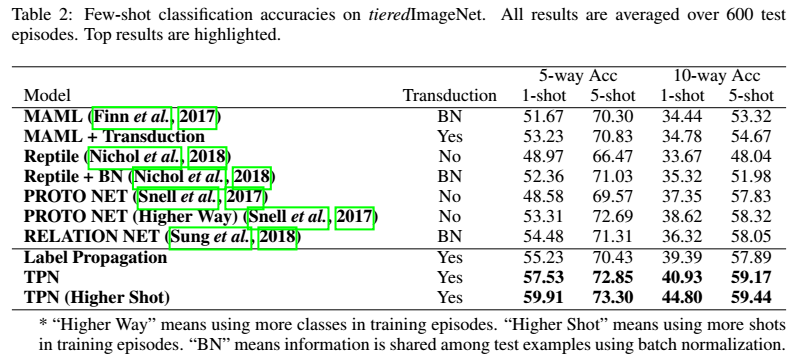 Table 2: Few-shot classification accuracies on tieredImageNet. All results are averaged over 600 test
episodes. Top results are highlighted.
5-way Acc 10-way Acc
Model Transduction 1-shot 5-shot 1-shot 5-shot
MAML (Finn et al., 2017) BN 51.67 70.30 34.44 53.32
MAML + Transduction Yes 53.23 70.83 34.78 54.67
Reptile (Nichol et al., 2018) No 48.97 66.47 33.67 48.04
Reptile + BN (Nichol et al., 2018) BN 52.36 71.03 35.32 51.98
PROTO NET (Snell et al., 2017) No 48.58 69.57 37.35 57.83
PROTO NET (Higher Way) (Snell et al., 2017) No 53.31 72.69 38.62 58.32
RELATION NET (Sung et al., 2018) BN 54.48 71.31 36.32 58.05
Label Propagation Yes 55.23 70.43 39.39 57.89
TPN Yes 57.53 72.85 40.93 59.17
TPN (Higher Shot) Yes 59.91 73.30 44.80 59.44
* “Higher Way” means using more classes in training episodes. “Higher Shot” means using more shots
in training episodes. “BN” means information is shared among test examples using batch normalization.